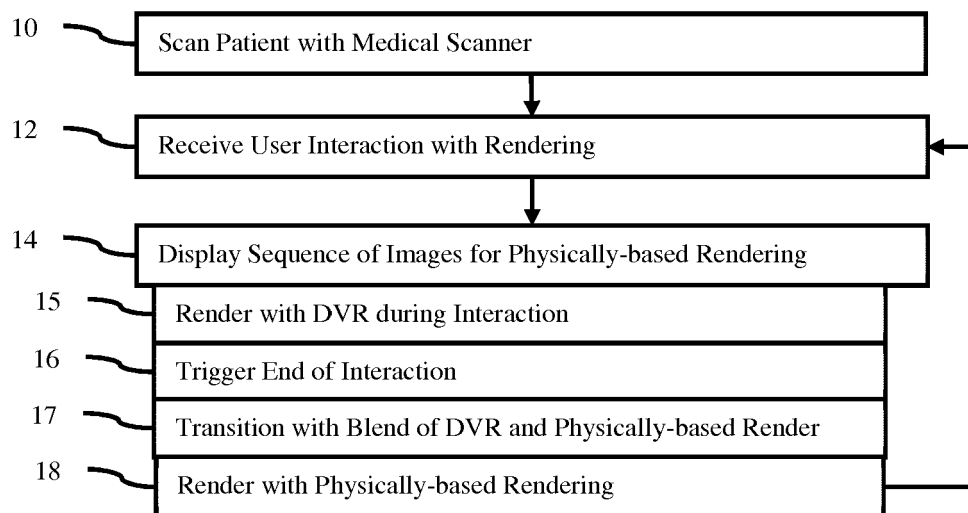 10 Scan Patient with Medical Scanner
12 Receive User Interaction with Rendering
14 Display Sequence of Images for Physically-based Rendering
15 Render with DVR during Interaction
16 Trigger End of Interaction
17 Transition with Blend of DVR and Physically-based Render
18 Render with Physically-based Rendering